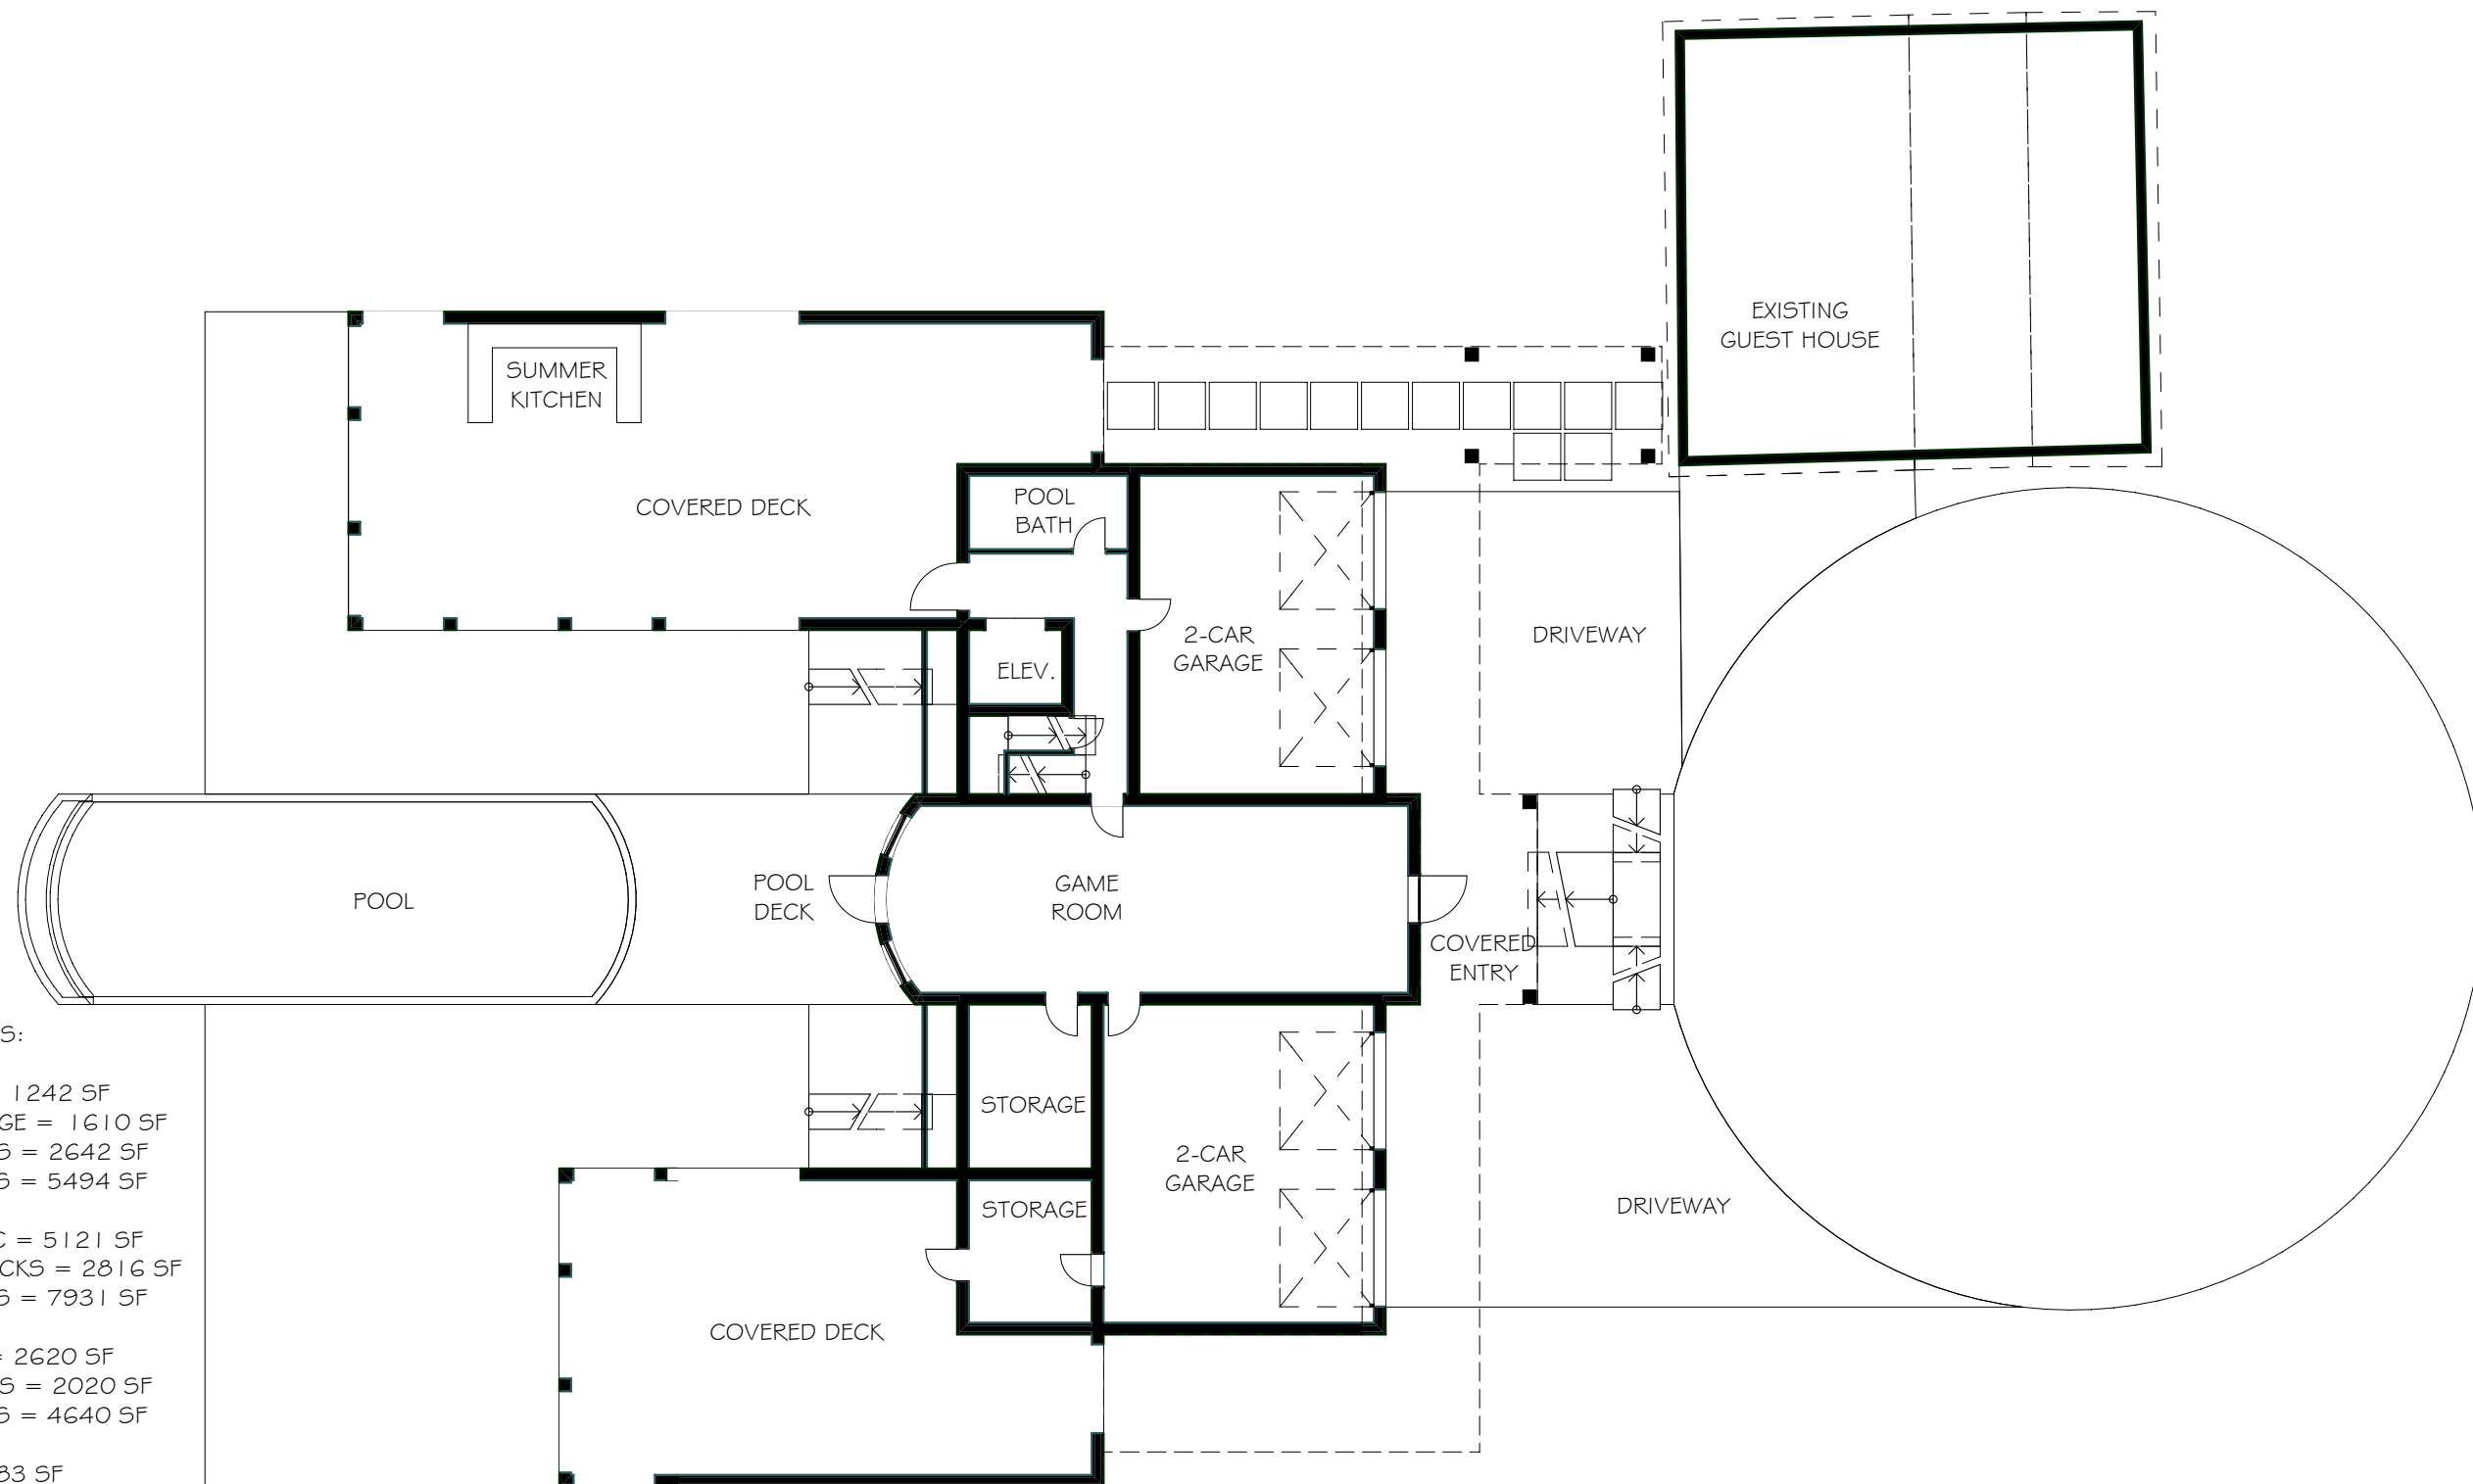 EXISTING
GUEST HOUSE
SUMMER
KITCHEN
COVERED DECK
POOL
BATH
2-CAR
GARAGE
ELEV.
DRIVEWAY
POOL
POOL
DECK
GAME
ROOM
COVERED
ENTRY
STORAGE
2-CAR
GARAGE
STORAGE
DRIVEWAY
COVERED DECK
S:
1242 SF
GE = 1610 SF
S = 2642 SF
S = 5494 SF
C = 5121 SF
CKS = 2816 SF
S = 7931 SF
= 2620 SF
S = 2020 SF
S = 4640 SF
83 SF